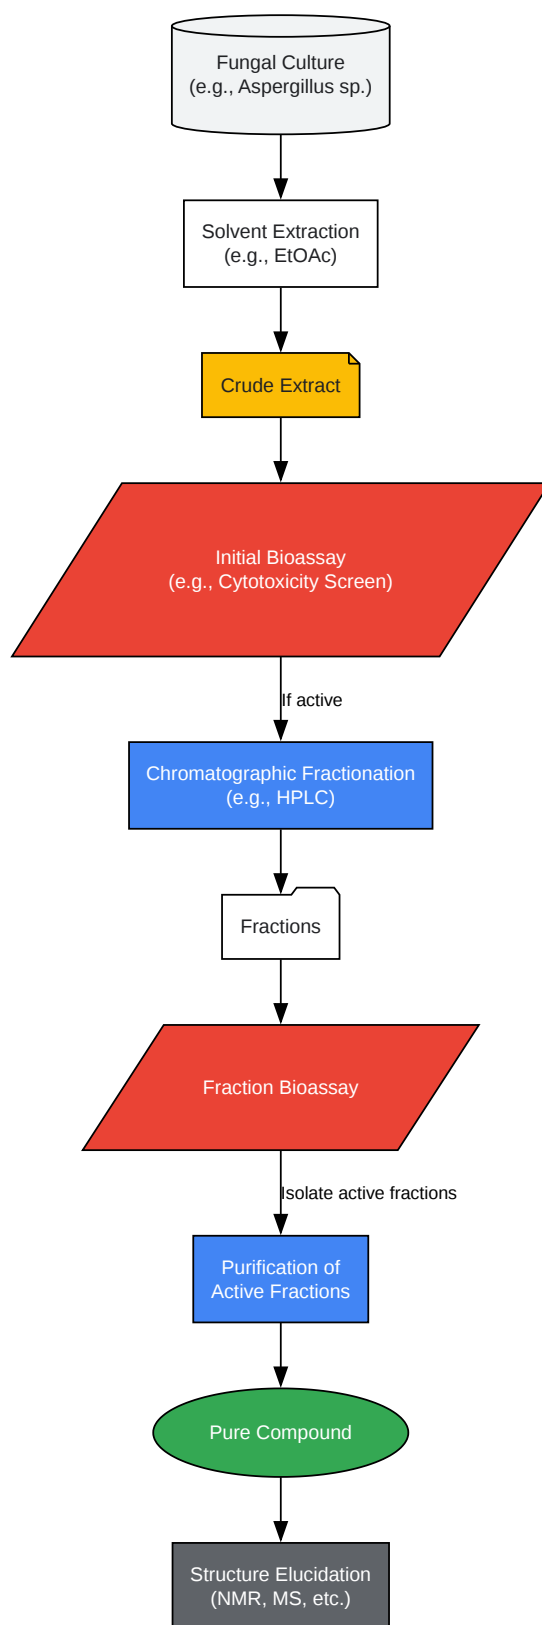 Fungal Culture
(e.g., Aspergillus sp.)
Solvent Extraction
(e.g., EtOAc)
Crude Extract
Initial Bioassay
(e.g., Cytotoxicity Screen)
If active
Chromatographic Fractionation
(e.g., HPLC)
Fractions
Fraction Bioassay
Isolate active fractions
Purification of
Active Fractions
Pure Compound
Structure Elucidation
(NMR, MS, etc.)